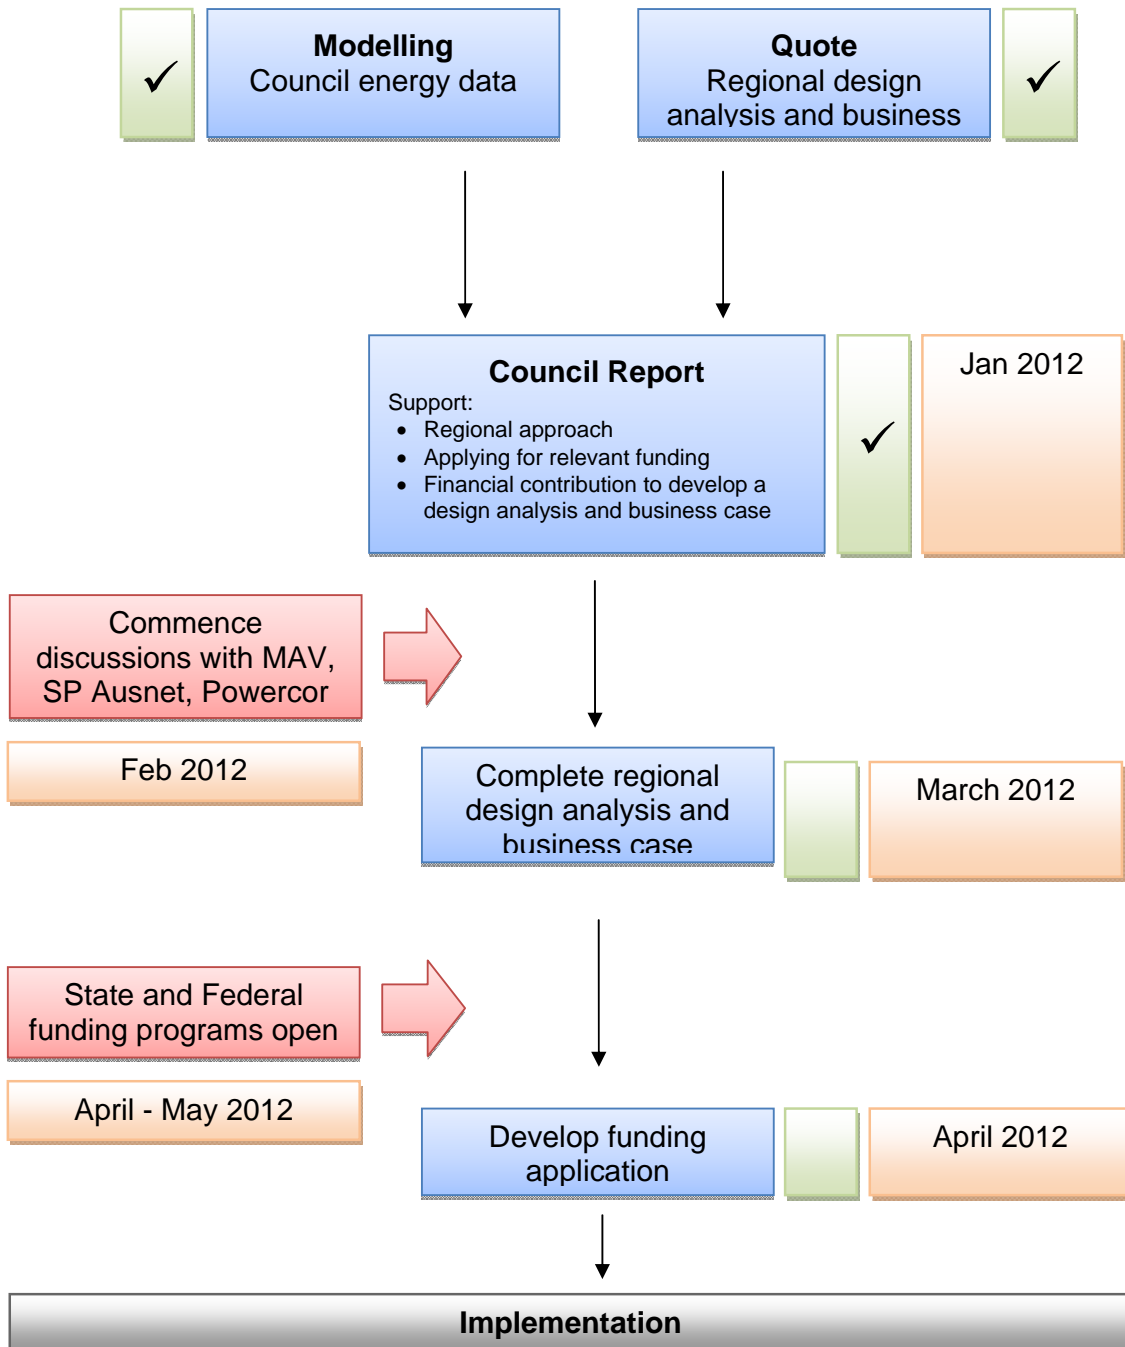 ✓
Modelling
Council energy data
Quote
Regional design
analysis and business
✓
Council Report
Support:
• Regional approach
• Applying for relevant funding
• Financial contribution to develop a
design analysis and business case
✓
Jan 2012
Commence
discussions with MAV,
SP Ausnet, Powercor
Feb 2012
Complete regional
design analysis and
business case
March 2012
State and Federal
funding programs open
April - May 2012
Develop funding
application
April 2012
Implementation